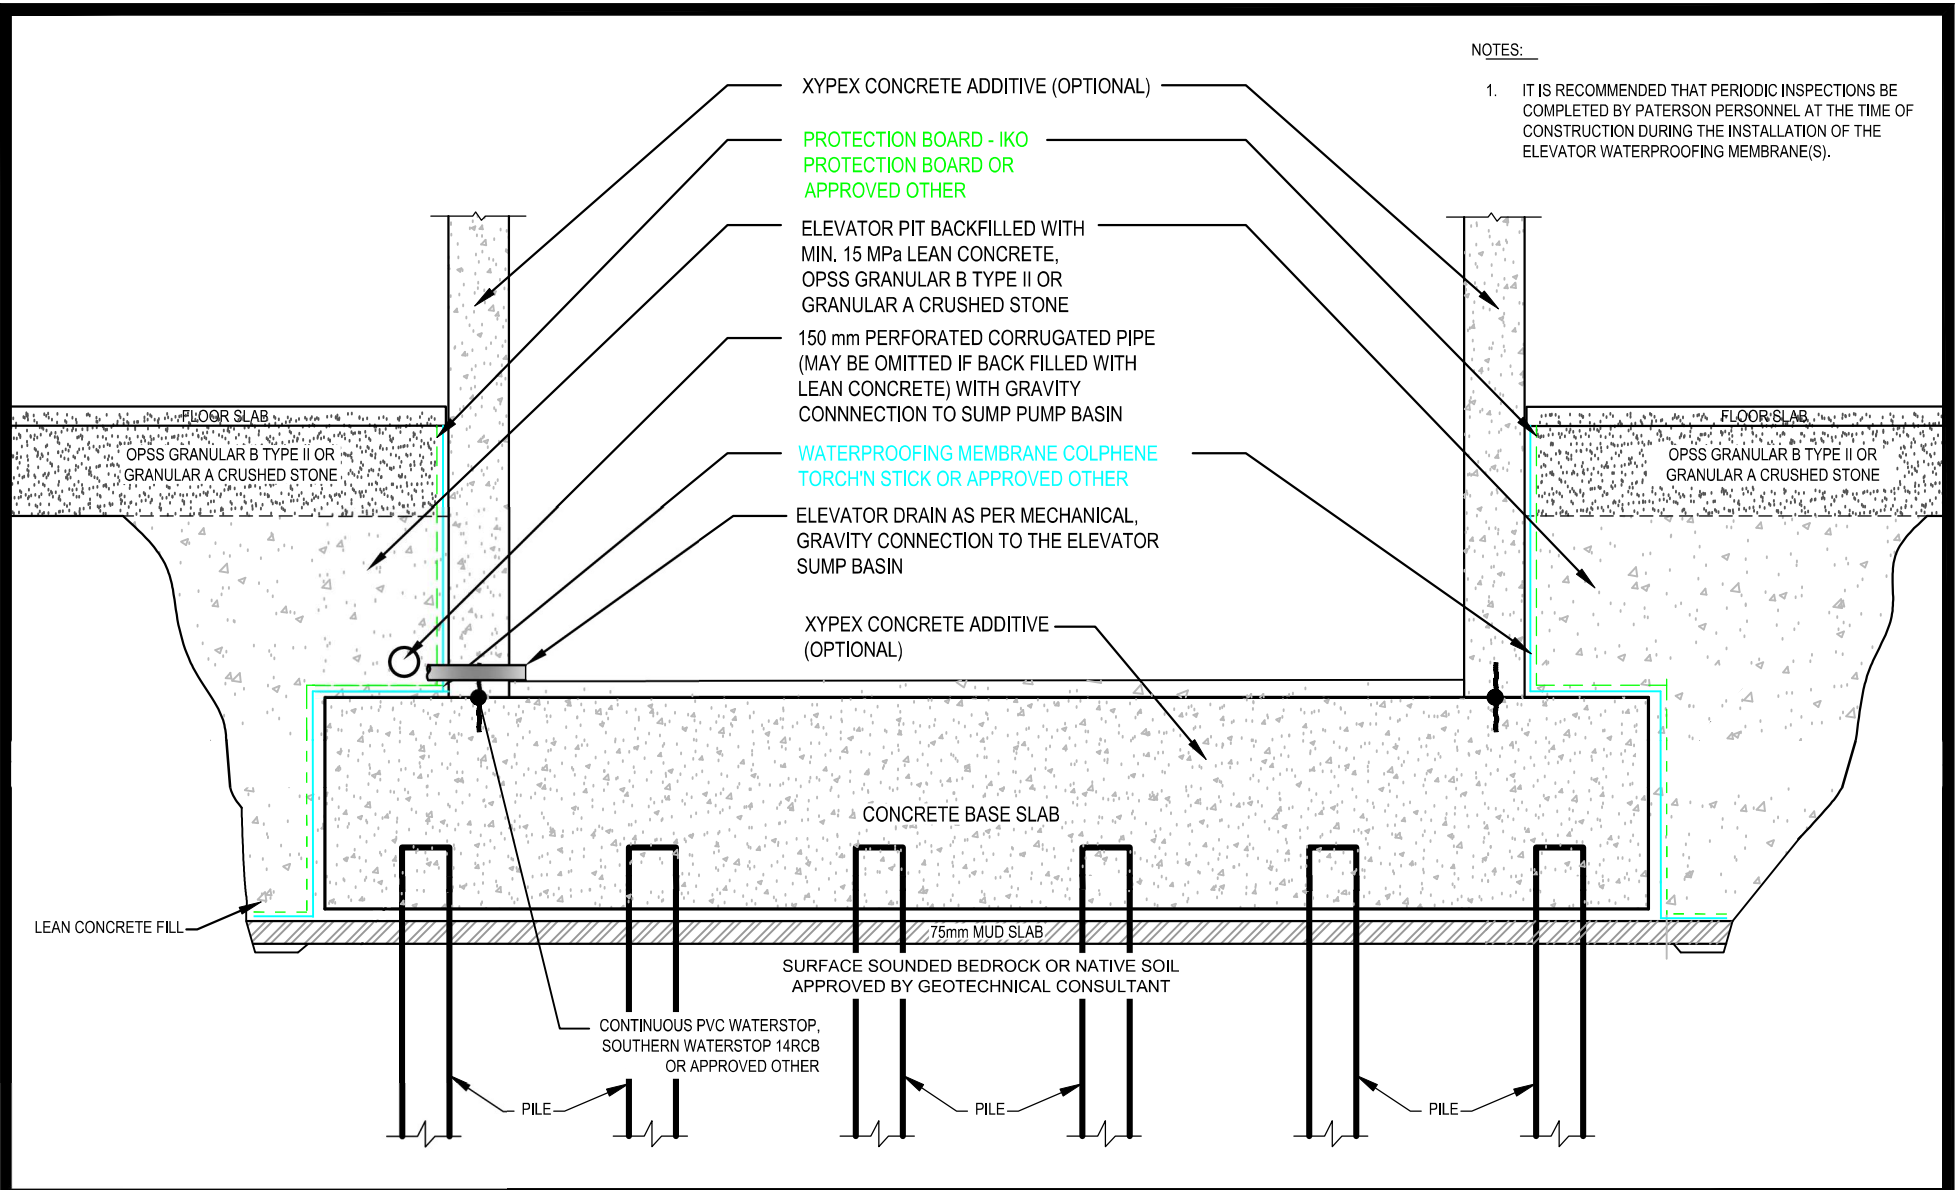 NOTES:
1. IT IS RECOMMENDED THAT PERIODIC INSPECTIONS BE
COMPLETED BY PATERSON PERSONNEL AT THE TIME OF
CONSTRUCTION DURING THE INSTALLATION OF THE
ELEVATOR WATERPROOFING MEMBRANE(S).
XYPEX CONCRETE ADDITIVE (OPTIONAL)
PROTECTION BOARD - IKO
PROTECTION BOARD OR
APPROVED OTHER
ELEVATOR PIT BACKFILLED WITH
MIN. 15 MPa LEAN CONCRETE,
OPSS GRANULAR B TYPE II OR
GRANULAR A CRUSHED STONE
150 mm PERFORATED CORRUGATED PIPE
(MAY BE OMITTED IF BACK FILLED WITH
LEAN CONCRETE) WITH GRAVITY
CONNNECTION TO SUMP PUMP BASIN
WATERPROOFING MEMBRANE COLPHENE
TORCH'N STICK OR APPROVED OTHER
ELEVATOR DRAIN AS PER MECHANICAL,
GRAVITY CONNECTION TO THE ELEVATOR
SUMP BASIN
XYPEX CONCRETE ADDITIVE
(OPTIONAL)
FLOOR SLAB
OPSS GRANULAR B TYPE II OR
GRANULAR A CRUSHED STONE
FLOOR SLAB
OPSS GRANULAR B TYPE II OR
GRANULAR A CRUSHED STONE
CONCRETE BASE SLAB
LEAN CONCRETE FILL
75mm MUD SLAB
SURFACE SOUNDED BEDROCK OR NATIVE SOIL
APPROVED BY GEOTECHNICAL CONSULTANT
CONTINUOUS PVC WATERSTOP,
SOUTHERN WATERSTOP 14RCB
OR APPROVED OTHER
PILE
PILE
PILE